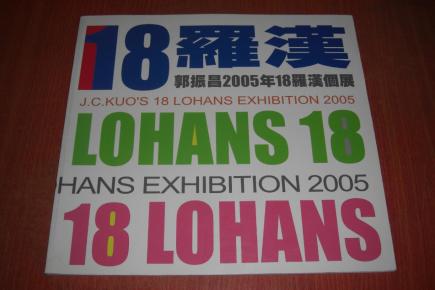 18羅漢
郭振昌2005年18羅漢個展
J.C.KUO'S 18 LOHANS EXHIBITION 2005
LOHANS 18
HANS EXHIBITION 2005
18 LOHANS